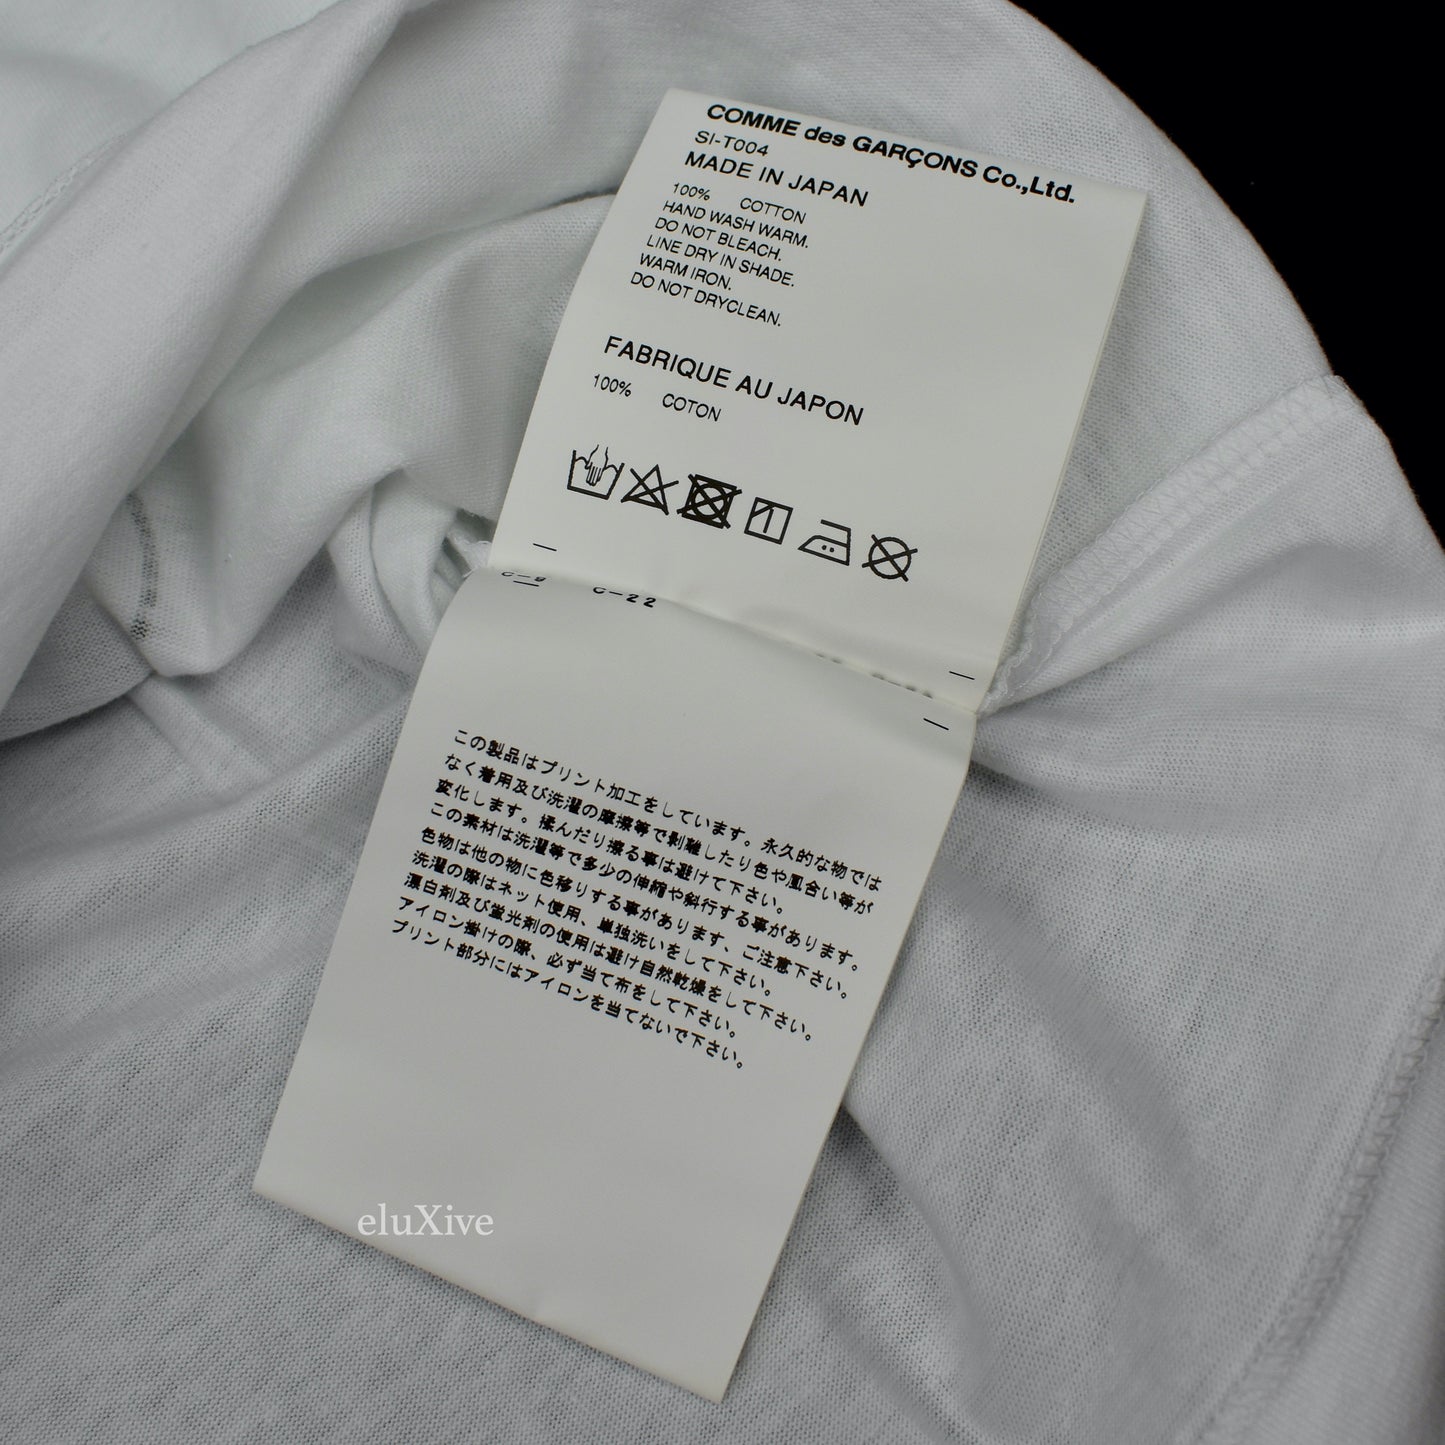 COMME des GARÇONS Co.,Ltd.
SI-T004
MADE IN JAPAN
100% COTTON
HAND WASH WARM.
DO NOT BLEACH.
LINE DRY IN SHADE.
WARM IRON.
DO NOT DRYCLEAN.
FABRIQUE AU JAPON
100% COTON
C-9 C-22
この製品はプリント加工をしています。永久的な物では
なく着用及び洗濯の摩擦等で剥離したり色や風合い等が
変化します。揉んだり擦る事は避けて下さい。
この素材は洗濯等で多少の伸縮や斜行する事があります。
色物は他の物に色移りする事があります、ご注意下さい。
洗濯の際はネット使用、単独洗いをして下さい。
漂白剤及び蛍光剤の使用は避け自然乾燥をして下さい。
アイロン掛けの際、必ず当て布をして下さい。
プリント部分にはアイロンを当てないで下さい。
eluXive